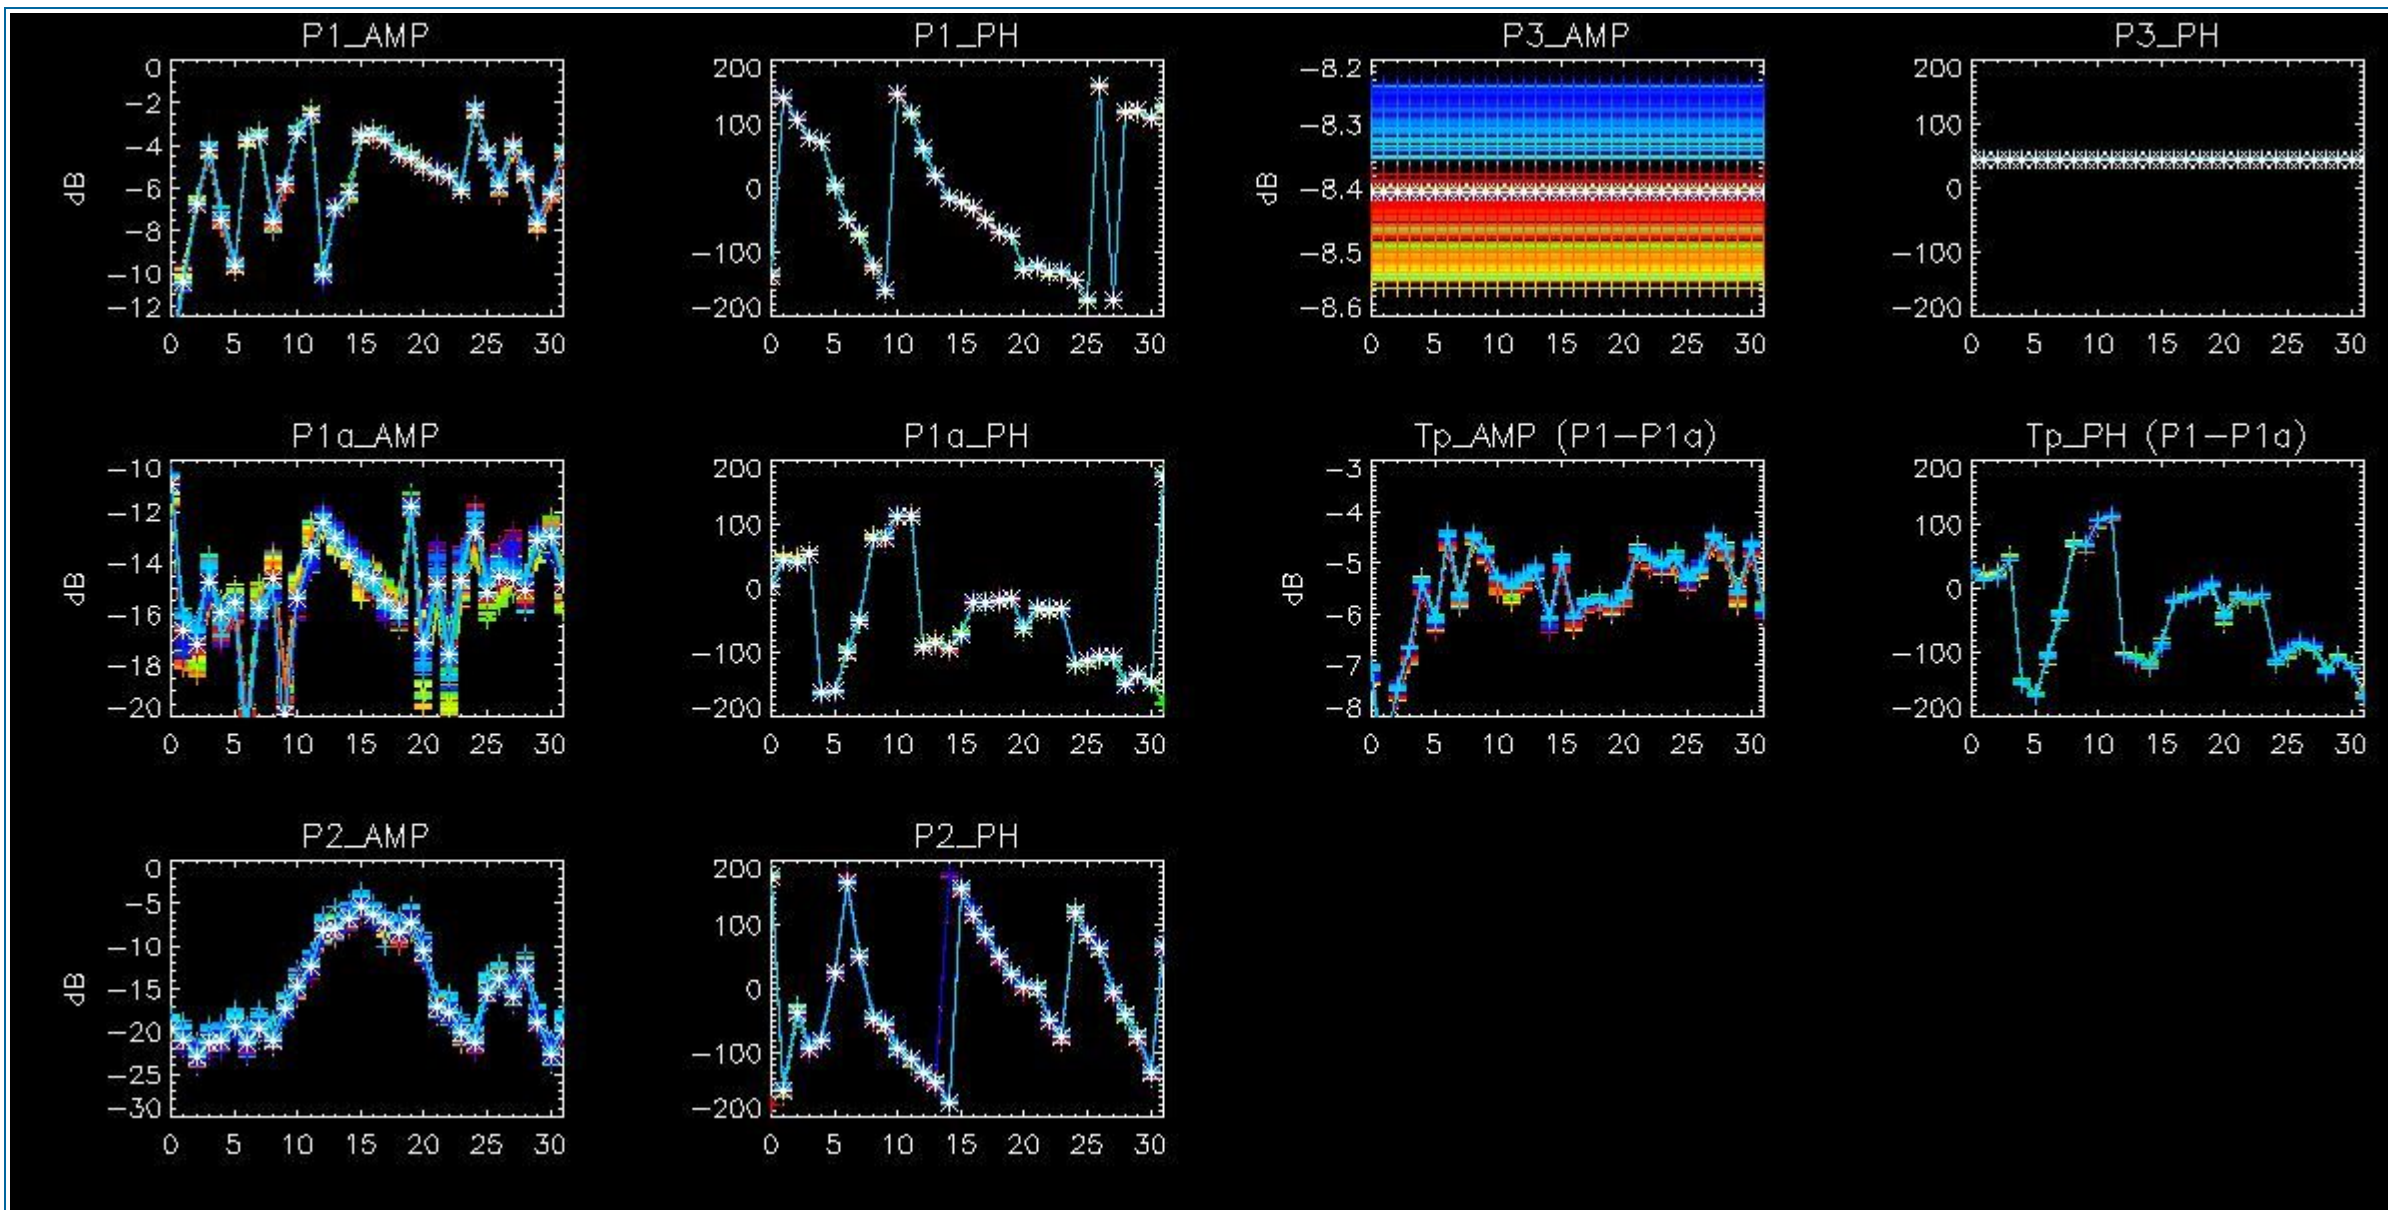 P1_AMP
dB
0
−2
−4
−6
−8
−10
−12
0 5 10 15 20 25 30
P1_PH
200
100
0
−100
−200
0 5 10 15 20 25 30
P3_AMP
dB
−8.2
−8.3
−8.4
−8.5
−8.6
0 5 10 15 20 25 30
P3_PH
200
100
0
−100
−200
0 5 10 15 20 25 30
P1a_AMP
dB
−10
−12
−14
−16
−18
−20
0 5 10 15 20 25 30
P1a_PH
200
100
0
−100
−200
0 5 10 15 20 25 30
Tp_AMP (P1−P1a)
dB
−3
−4
−5
−6
−7
−8
0 5 10 15 20 25 30
Tp_PH (P1−P1a)
200
100
0
−100
−200
0 5 10 15 20 25 30
P2_AMP
dB
0
−5
−10
−15
−20
−25
−30
0 5 10 15 20 25 30
P2_PH
200
100
0
−100
−200
0 5 10 15 20 25 30